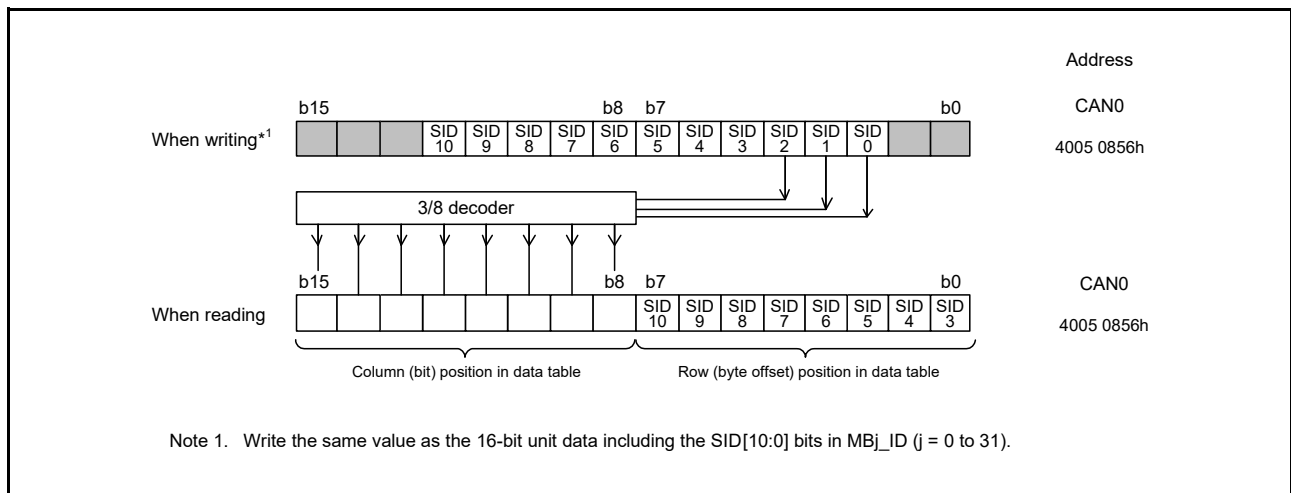 Address
b15 b8 b7 b0 CAN0
When writing*1 SID 10 SID 9 SID 8 SID 7 SID 6 SID 5 SID 4 SID 3 SID 2 SID 1 SID 0 4005 0856h
3/8 decoder
b15 b8 b7 b0 CAN0
When reading SID 10 SID 9 SID 8 SID 7 SID 6 SID 5 SID 4 SID 3 4005 0856h
Column (bit) position in data table Row (byte offset) position in data table
Note 1. Write the same value as the 16-bit unit data including the SID[10:0] bits in MBj_ID (j = 0 to 31).